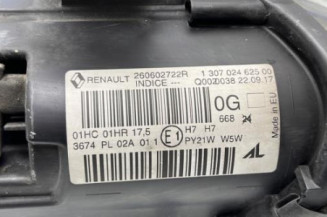 RENAULT 260602722R 1 307 024 625 00
INDICE --- Q0020038 22.09.17
0G
668
01HC 01HR 17,5 E1 H7 H7
3674 PL 02A 01 1 PY21W W5W
AL
Made in EU